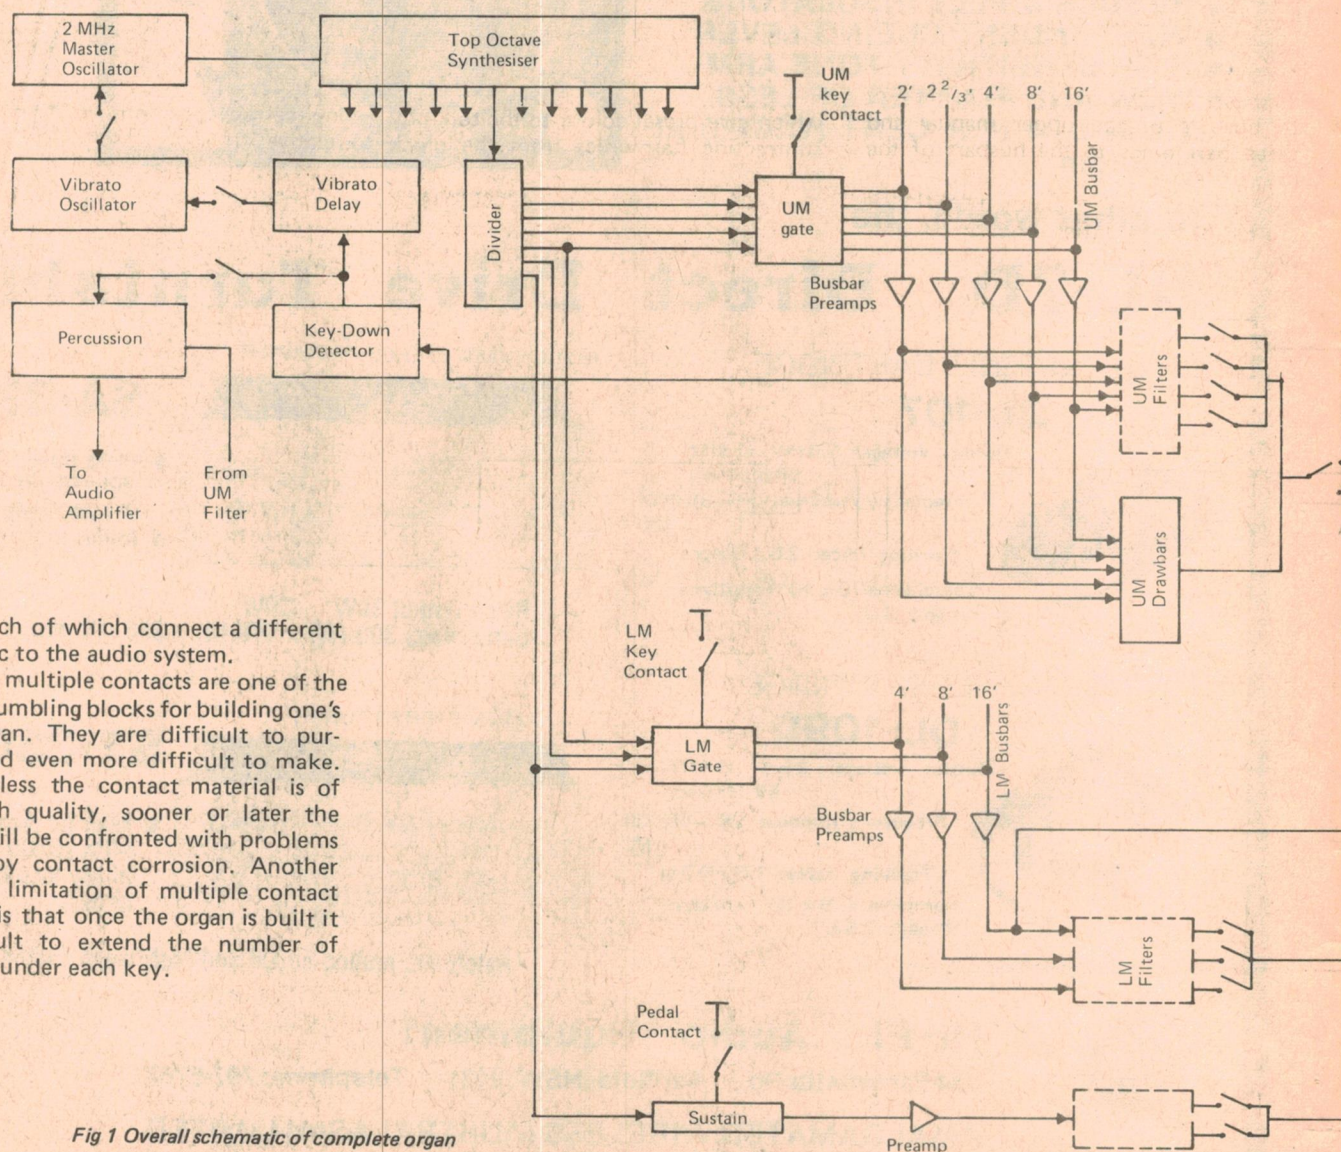 2 MHz
Master
Oscillator
Top Octave
Synthesiser
Vibrato
Oscillator
Vibrato
Delay
Divider
Percussion
Key-Down
Detector
To
Audio
Amplifier
From
UM
Filter
UM
key
contact
2' 2 2/3' 4' 8' 16'
UM Busbar
UM
gate
Busbar
Preamps
UM
Filters
UM
Drawbars
LM
Key
Contact
4' 8' 16'
LM Busbars
LM
Gate
Busbar
Preamps
LM
Filters
Pedal
Contact
Sustain
Preamp
ch of which connect a different
c to the audio system.
multiple contacts are one of the
umbling blocks for building one's
an. They are difficult to pur-
d even more difficult to make.
less the contact material is of
h quality, sooner or later the
ill be confronted with problems
by contact corrosion. Another
limitation of multiple contact
is that once the organ is built it
ult to extend the number of
under each key.
Fig 1 Overall schematic of complete organ